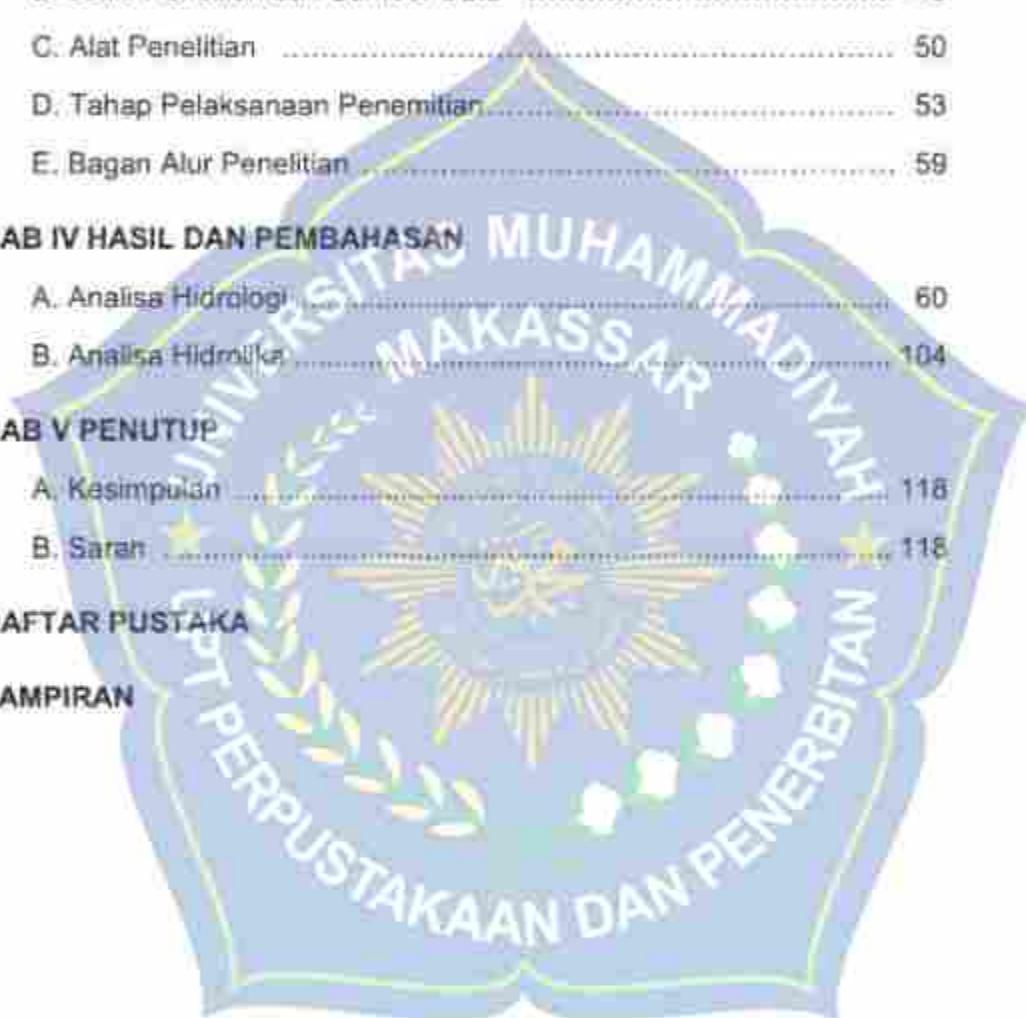 C. Alat Penelitian ........ 50
D. Tahap Pelaksanaan Penemitian ........ 53
E. Bagan Alur Penelitian ........ 59
AB IV HASIL DAN PEMBAHASAN
A. Analisa Hidrologi ........ 60
B. Analisa Hidrolika ........ 104
AB V PENUTUP
A. Kesimpulan ........ 118
B. Saran ........ 118
AFTAR PUSTAKA
AMPIRAN
UNIVERSITAS MUHAMMADIYAH
MAKASSAR
UPT PERPUSTAKAAN DAN PENERBITAN